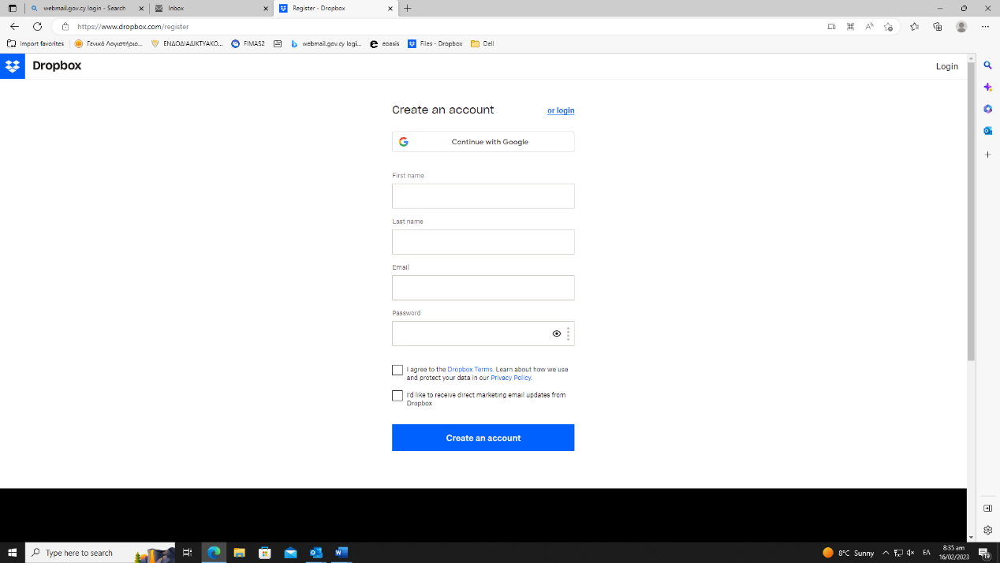 webmail.gov.cy login - Search
Inbox
Register - Dropbox
https://www.dropbox.com/register
Import favorites
Γενικό Λογιστήριο...
ΕΝΔΟΔΙΑΔΙΚΤΥΑΚΟ...
FIMAS2
webmail.gov.cy logi...
eoasis
Files - Dropbox
Dell
Dropbox
Login
Create an account
or login
Continue with Google
First name
Last name
Email
Password
I agree to the Dropbox Terms. Learn about how we use
and protect your data in our Privacy Policy.
I'd like to receive direct marketing email updates from
Dropbox
Create an account
Type here to search
8°C Sunny
ΕΛ
8:35 am
16/02/2023
19